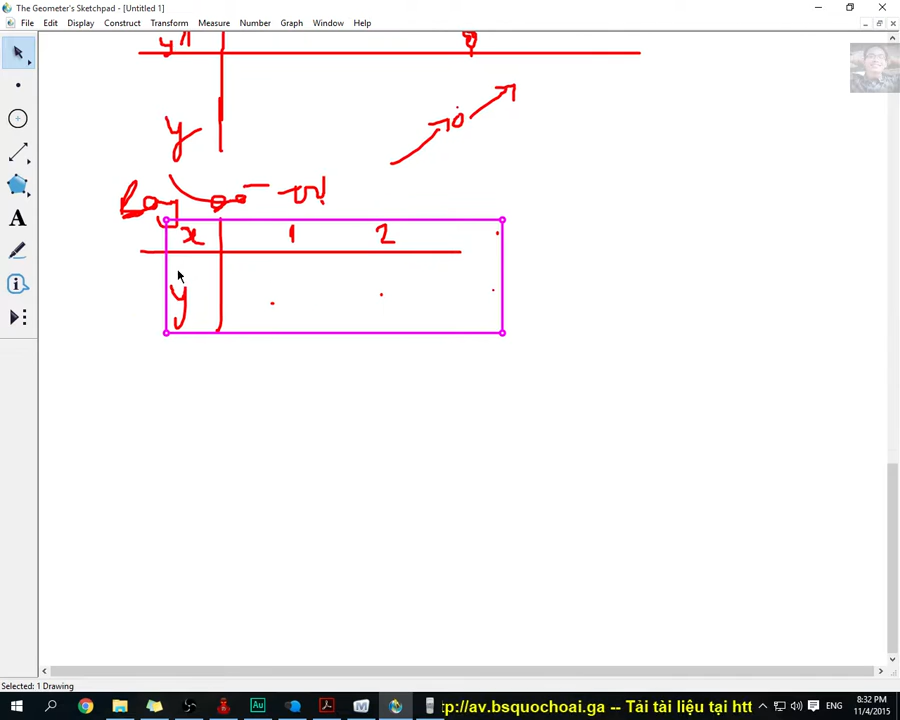 The Geometer's Sketchpad - [Untitled 1]
File Edit Display Construct Transform Measure Number Graph Window Help
y
x 1 2
y
Selected: 1 Drawing
8:32 PM
ENG
11/4/2015
tp://av.bsquochoai.ga -- Tải tài liệu tại htt